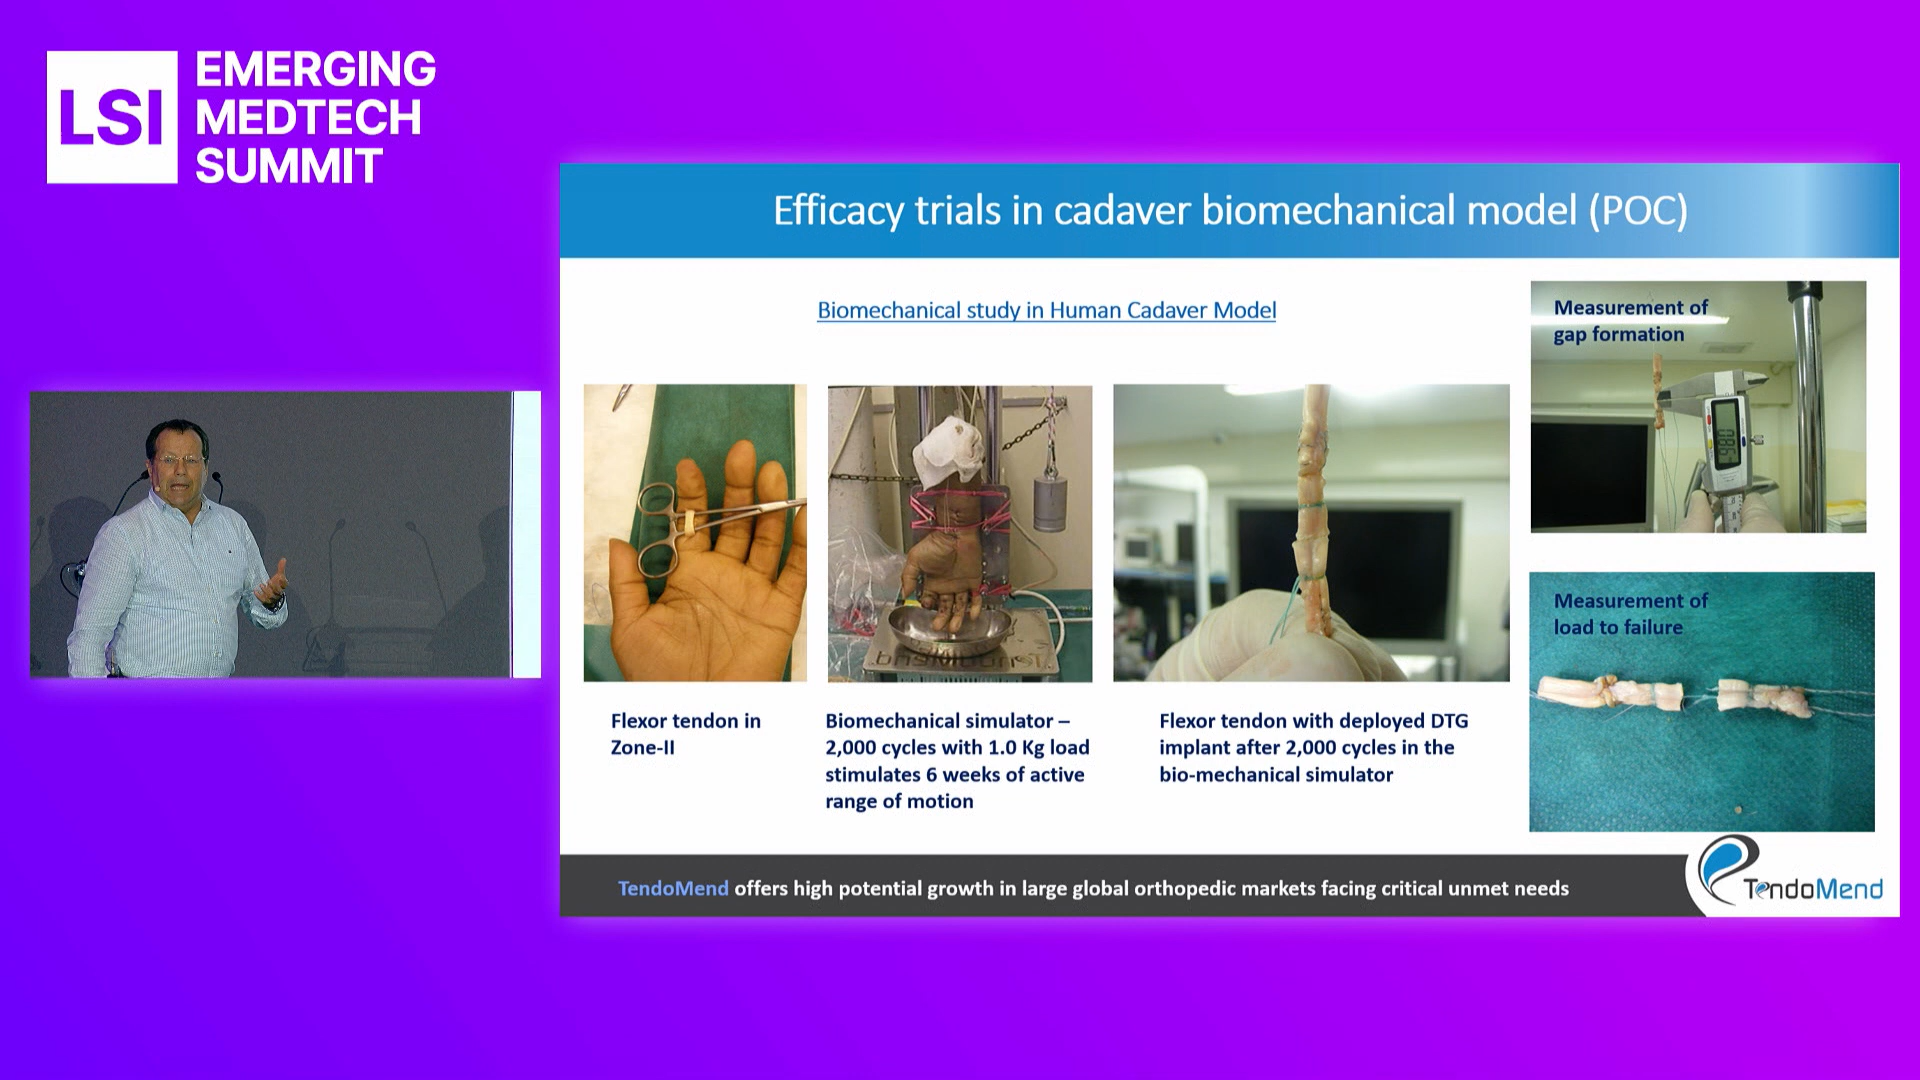 LSI
EMERGING
MEDTECH
SUMMIT
Efficacy trials in cadaver biomechanical model (POC)
Biomechanical study in Human Cadaver Model
Measurement of
gap formation
Measurement of
load to failure
Flexor tendon in
Zone-II
Biomechanical simulator –
2,000 cycles with 1.0 Kg load
stimulates 6 weeks of active
range of motion
Flexor tendon with deployed DTG
implant after 2,000 cycles in the
bio-mechanical simulator
TendoMend offers high potential growth in large global orthopedic markets facing critical unmet needs
TendoMend